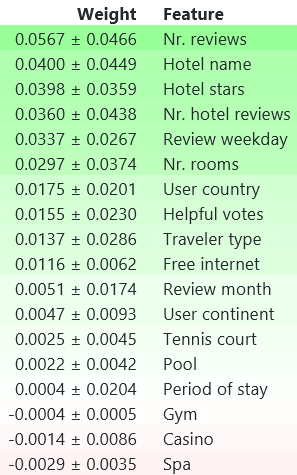 Weight Feature
0.0567 ± 0.0466 Nr. reviews
0.0400 ± 0.0449 Hotel name
0.0398 ± 0.0359 Hotel stars
0.0360 ± 0.0438 Nr. hotel reviews
0.0337 ± 0.0267 Review weekday
0.0297 ± 0.0374 Nr. rooms
0.0175 ± 0.0201 User country
0.0155 ± 0.0230 Helpful votes
0.0137 ± 0.0286 Traveler type
0.0116 ± 0.0062 Free internet
0.0051 ± 0.0174 Review month
0.0047 ± 0.0093 User continent
0.0025 ± 0.0045 Tennis court
0.0022 ± 0.0042 Pool
0.0004 ± 0.0204 Period of stay
-0.0004 ± 0.0005 Gym
-0.0014 ± 0.0086 Casino
-0.0029 ± 0.0035 Spa